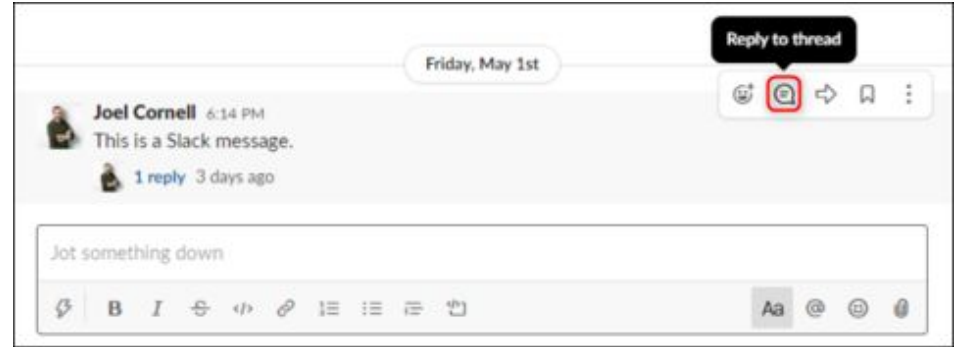 Reply to thread
Friday, May 1st
Joel Cornell 6:14 PM
This is a Slack message.
1 reply 3 days ago
Jot something down
B I S </>
Aa @